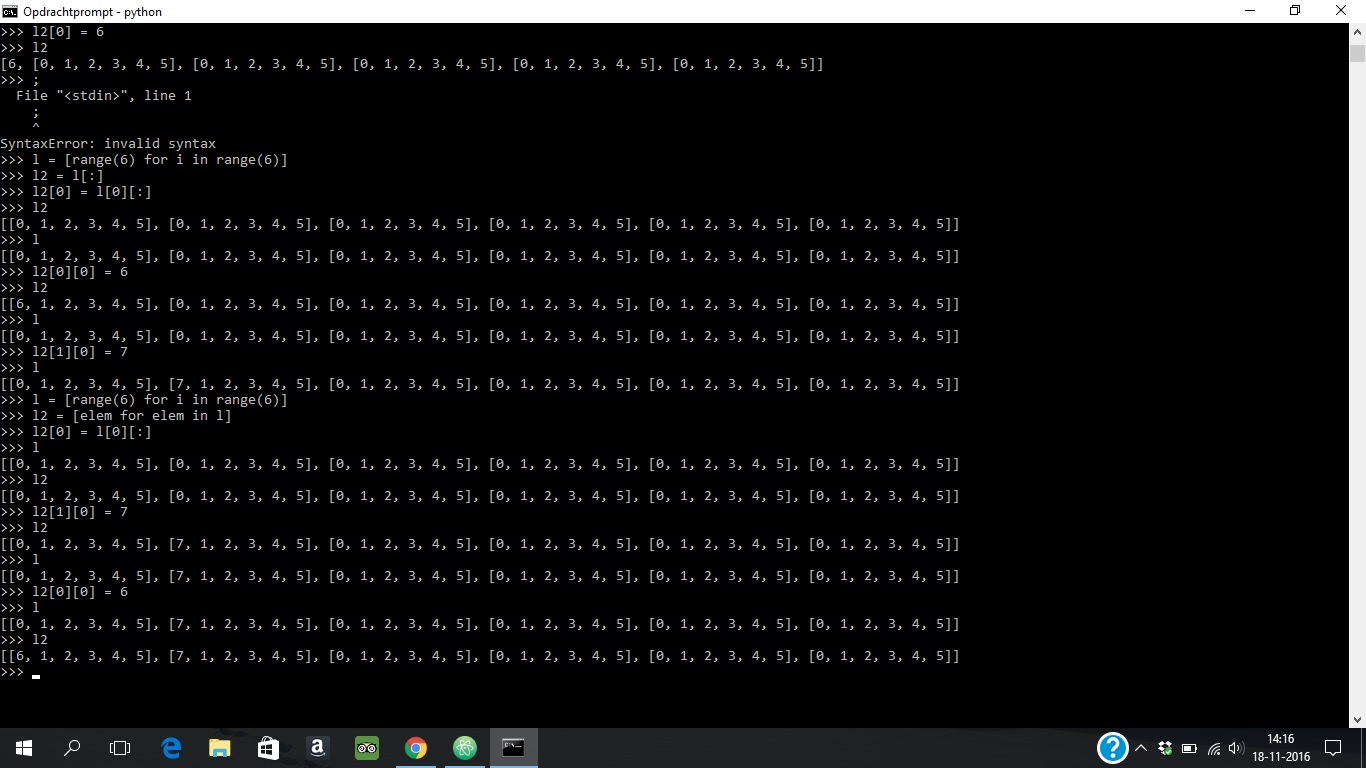 Opdrachtprompt - python
>>> l2[0] = 6
>>> l2
[6, [0, 1, 2, 3, 4, 5], [0, 1, 2, 3, 4, 5], [0, 1, 2, 3, 4, 5], [0, 1, 2, 3, 4, 5], [0, 1, 2, 3, 4, 5]]
>>> ;
  File "<stdin>", line 1
    ;
    ^
SyntaxError: invalid syntax
>>> l = [range(6) for i in range(6)]
>>> l2 = l[:]
>>> l2[0] = l[0][:]
>>> l2
[[0, 1, 2, 3, 4, 5], [0, 1, 2, 3, 4, 5], [0, 1, 2, 3, 4, 5], [0, 1, 2, 3, 4, 5], [0, 1, 2, 3, 4, 5], [0, 1, 2, 3, 4, 5]]
>>> l
[[0, 1, 2, 3, 4, 5], [0, 1, 2, 3, 4, 5], [0, 1, 2, 3, 4, 5], [0, 1, 2, 3, 4, 5], [0, 1, 2, 3, 4, 5], [0, 1, 2, 3, 4, 5]]
>>> l2[0][0] = 6
>>> l2
[[6, 1, 2, 3, 4, 5], [0, 1, 2, 3, 4, 5], [0, 1, 2, 3, 4, 5], [0, 1, 2, 3, 4, 5], [0, 1, 2, 3, 4, 5], [0, 1, 2, 3, 4, 5]]
>>> l
[[0, 1, 2, 3, 4, 5], [0, 1, 2, 3, 4, 5], [0, 1, 2, 3, 4, 5], [0, 1, 2, 3, 4, 5], [0, 1, 2, 3, 4, 5], [0, 1, 2, 3, 4, 5]]
>>> l2[1][0] = 7
>>> l
[[0, 1, 2, 3, 4, 5], [7, 1, 2, 3, 4, 5], [0, 1, 2, 3, 4, 5], [0, 1, 2, 3, 4, 5], [0, 1, 2, 3, 4, 5], [0, 1, 2, 3, 4, 5]]
>>> l = [range(6) for i in range(6)]
>>> l2 = [elem for elem in l]
>>> l2[0] = l[0][:]
>>> l
[[0, 1, 2, 3, 4, 5], [0, 1, 2, 3, 4, 5], [0, 1, 2, 3, 4, 5], [0, 1, 2, 3, 4, 5], [0, 1, 2, 3, 4, 5], [0, 1, 2, 3, 4, 5]]
>>> l2
[[0, 1, 2, 3, 4, 5], [0, 1, 2, 3, 4, 5], [0, 1, 2, 3, 4, 5], [0, 1, 2, 3, 4, 5], [0, 1, 2, 3, 4, 5], [0, 1, 2, 3, 4, 5]]
>>> l2[1][0] = 7
>>> l2
[[0, 1, 2, 3, 4, 5], [7, 1, 2, 3, 4, 5], [0, 1, 2, 3, 4, 5], [0, 1, 2, 3, 4, 5], [0, 1, 2, 3, 4, 5], [0, 1, 2, 3, 4, 5]]
>>> l
[[0, 1, 2, 3, 4, 5], [7, 1, 2, 3, 4, 5], [0, 1, 2, 3, 4, 5], [0, 1, 2, 3, 4, 5], [0, 1, 2, 3, 4, 5], [0, 1, 2, 3, 4, 5]]
>>> l2[0][0] = 6
>>> l
[[0, 1, 2, 3, 4, 5], [7, 1, 2, 3, 4, 5], [0, 1, 2, 3, 4, 5], [0, 1, 2, 3, 4, 5], [0, 1, 2, 3, 4, 5], [0, 1, 2, 3, 4, 5]]
>>> l2
[[6, 1, 2, 3, 4, 5], [7, 1, 2, 3, 4, 5], [0, 1, 2, 3, 4, 5], [0, 1, 2, 3, 4, 5], [0, 1, 2, 3, 4, 5], [0, 1, 2, 3, 4, 5]]
>>>
14:16
18-11-2016